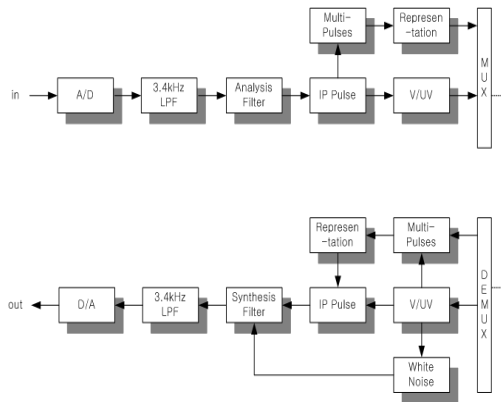 Multi-
Pulses
Represen
-tation
in
A/D
3.4kHz
LPF
Analysis
Filter
IP Pulse
V/UV
M
U
X
Represen
-tation
Multi-
Pulses
out
D/A
3.4kHz
LPF
Synthesis
Filter
IP Pulse
V/UV
D
E
M
U
X
White
Noise